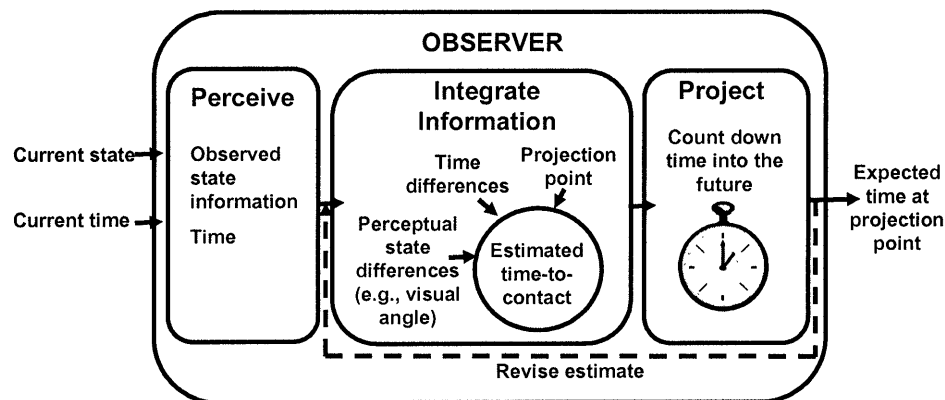 OBSERVER
Perceive
Integrate
Information
Project
Current state
Current time
Observed
state
information
Time
Time
differences
Projection
point
Perceptual
state
differences
(e.g., visual
angle)
Estimated
time-to-
contact
Count down
time into the
future
Expected
time at
projection
point
Revise estimate